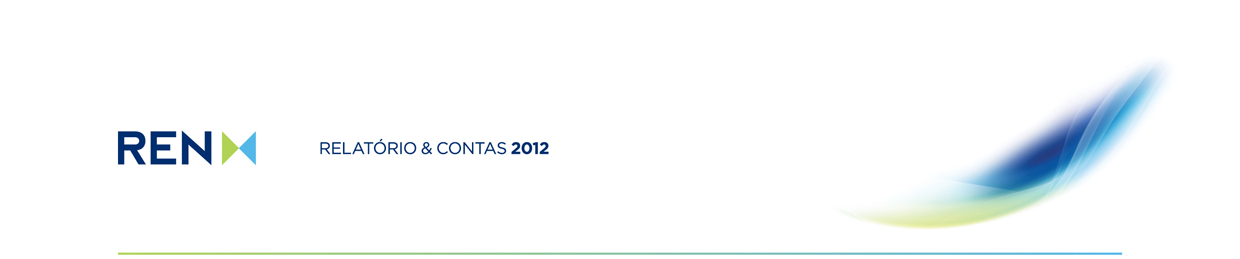 REN RELATÓRIO & CONTAS 2012